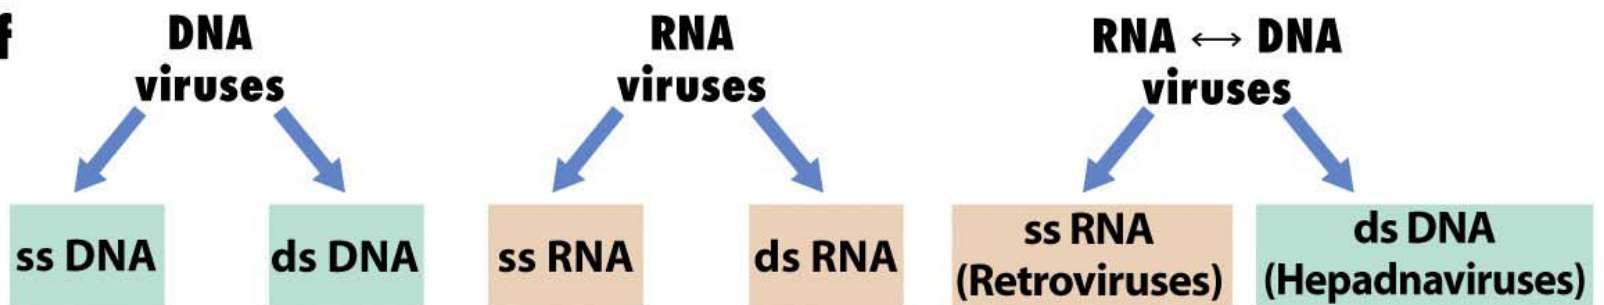 f
DNA
viruses
RNA
viruses
RNA ↔ DNA
viruses
ss DNA
ds DNA
ss RNA
ds RNA
ss RNA
(Retroviruses)
ds DNA
(Hepadnaviruses)